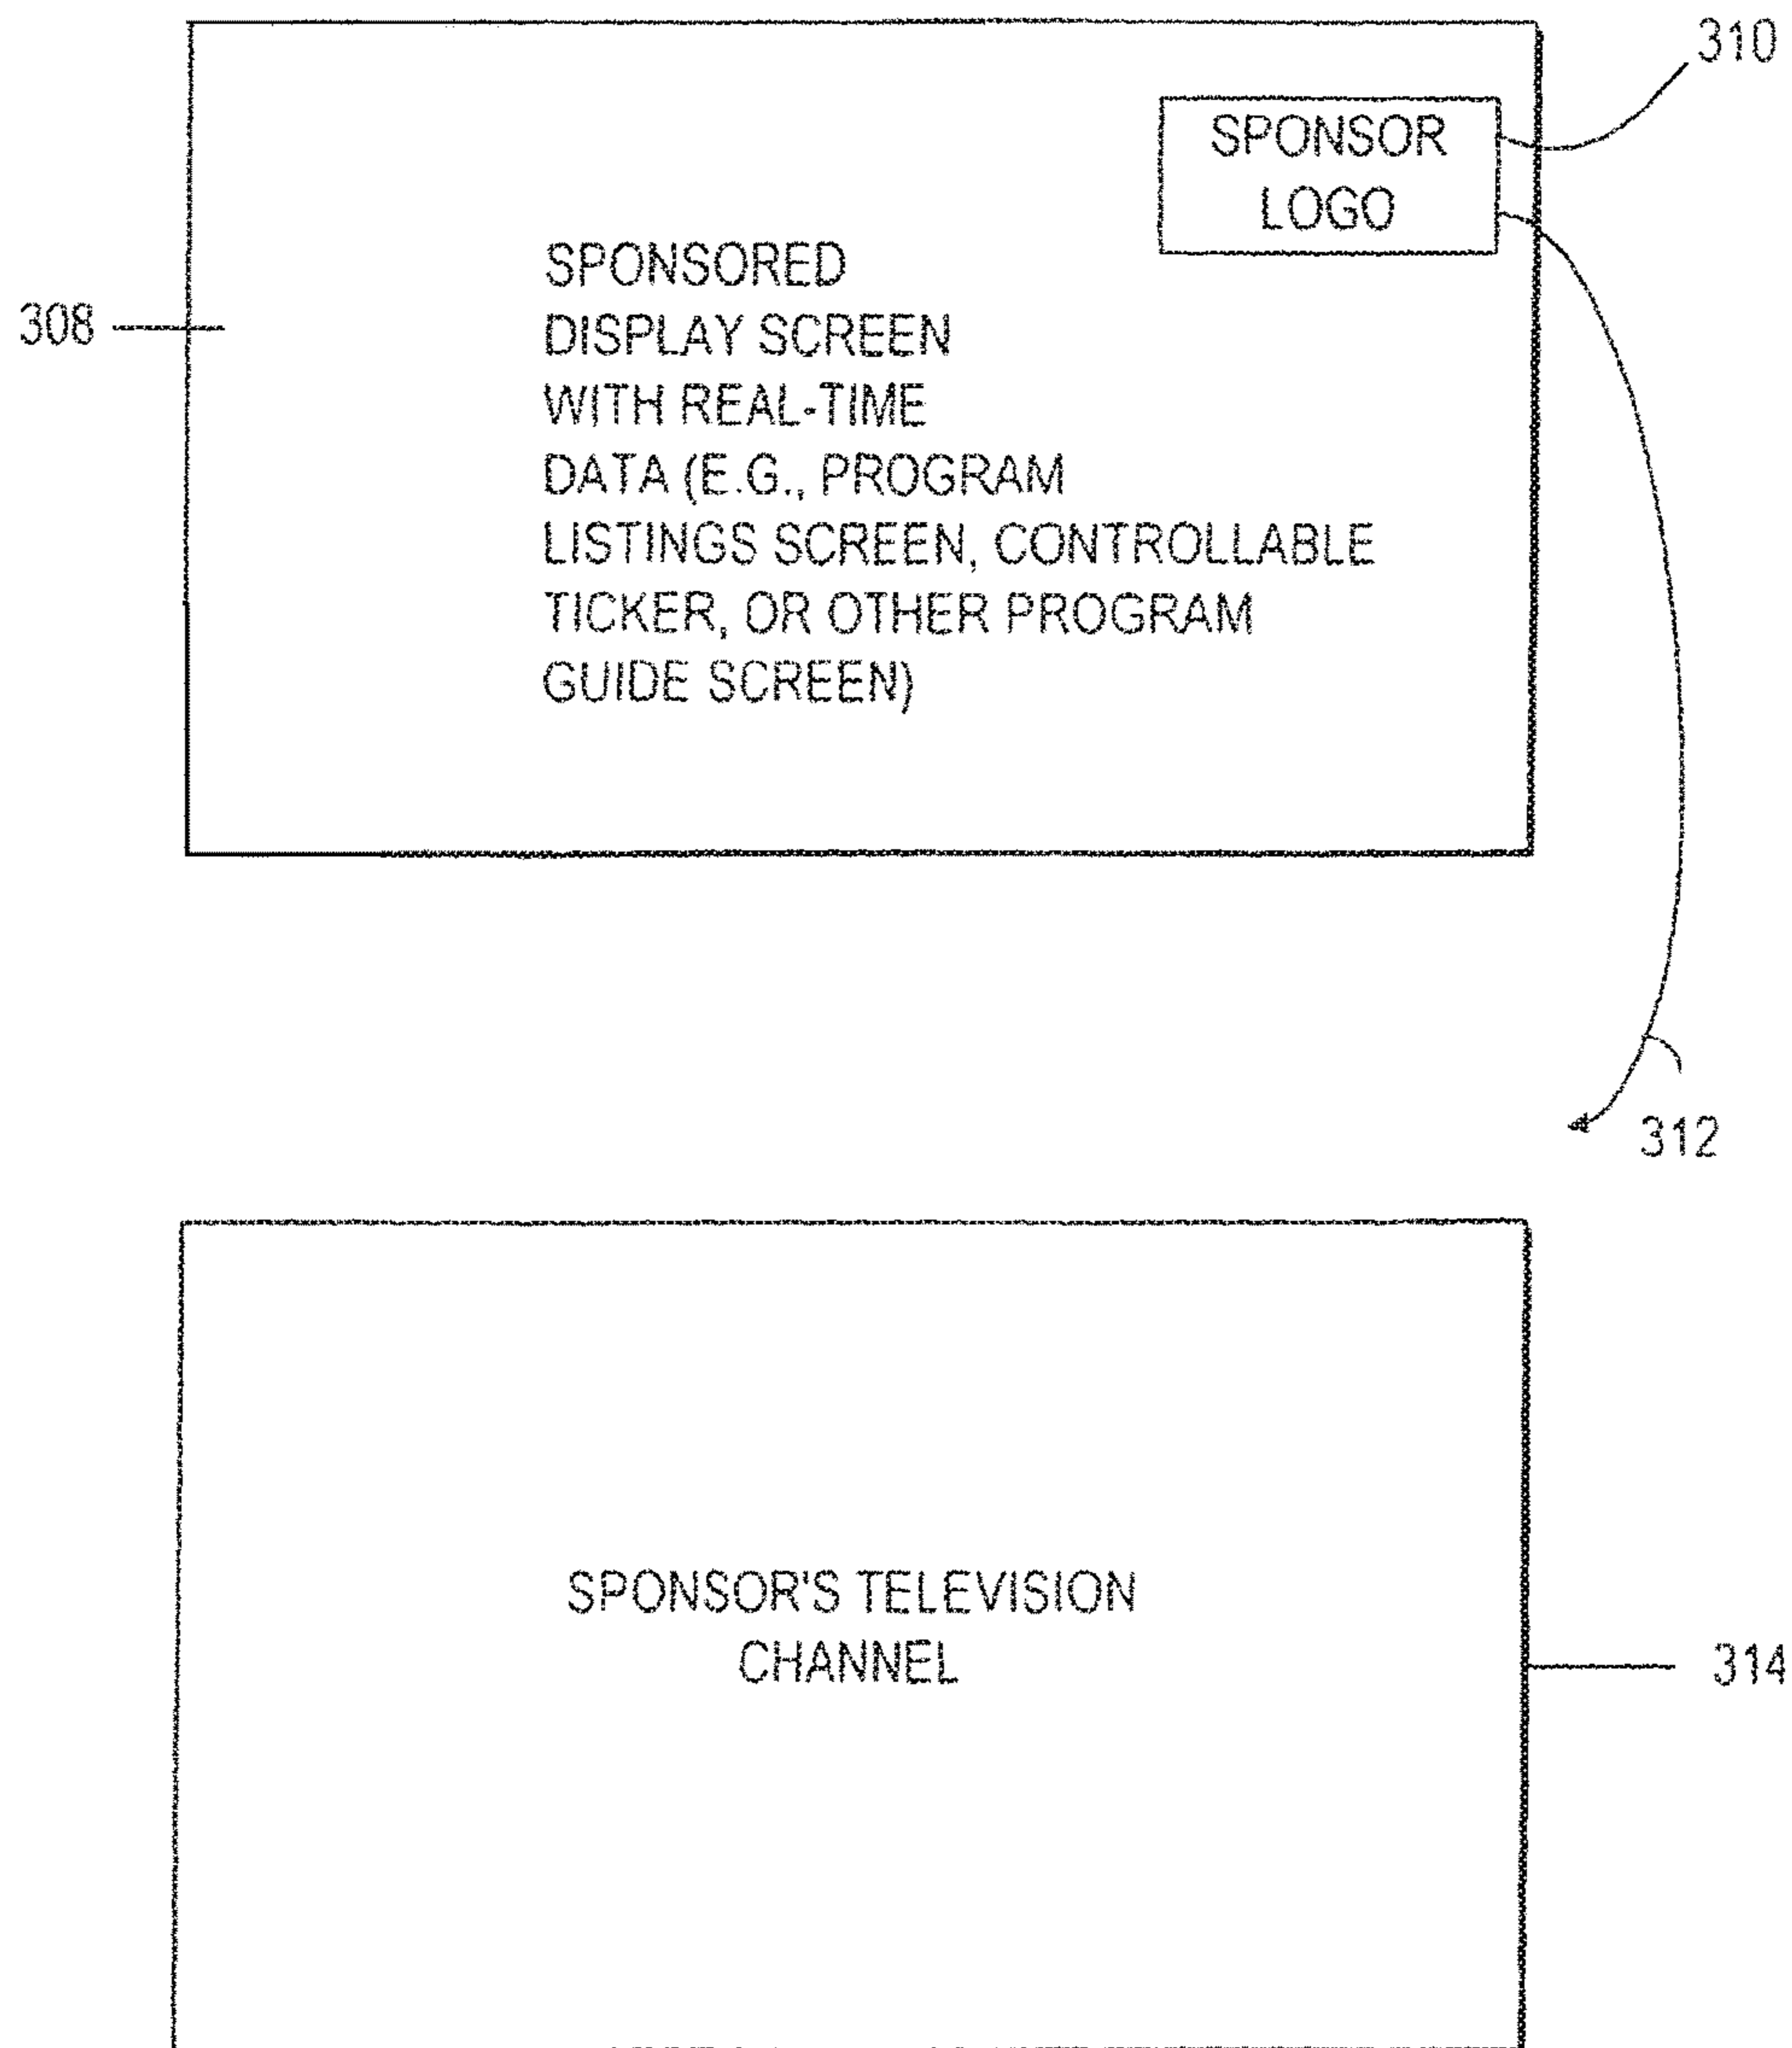 310
SPONSOR
LOGO
308
SPONSORED
DISPLAY SCREEN
WITH REAL-TIME
DATA (E.G., PROGRAM
LISTINGS SCREEN, CONTROLLABLE
TICKER, OR OTHER PROGRAM
GUIDE SCREEN)
312
SPONSOR'S TELEVISION
CHANNEL
314